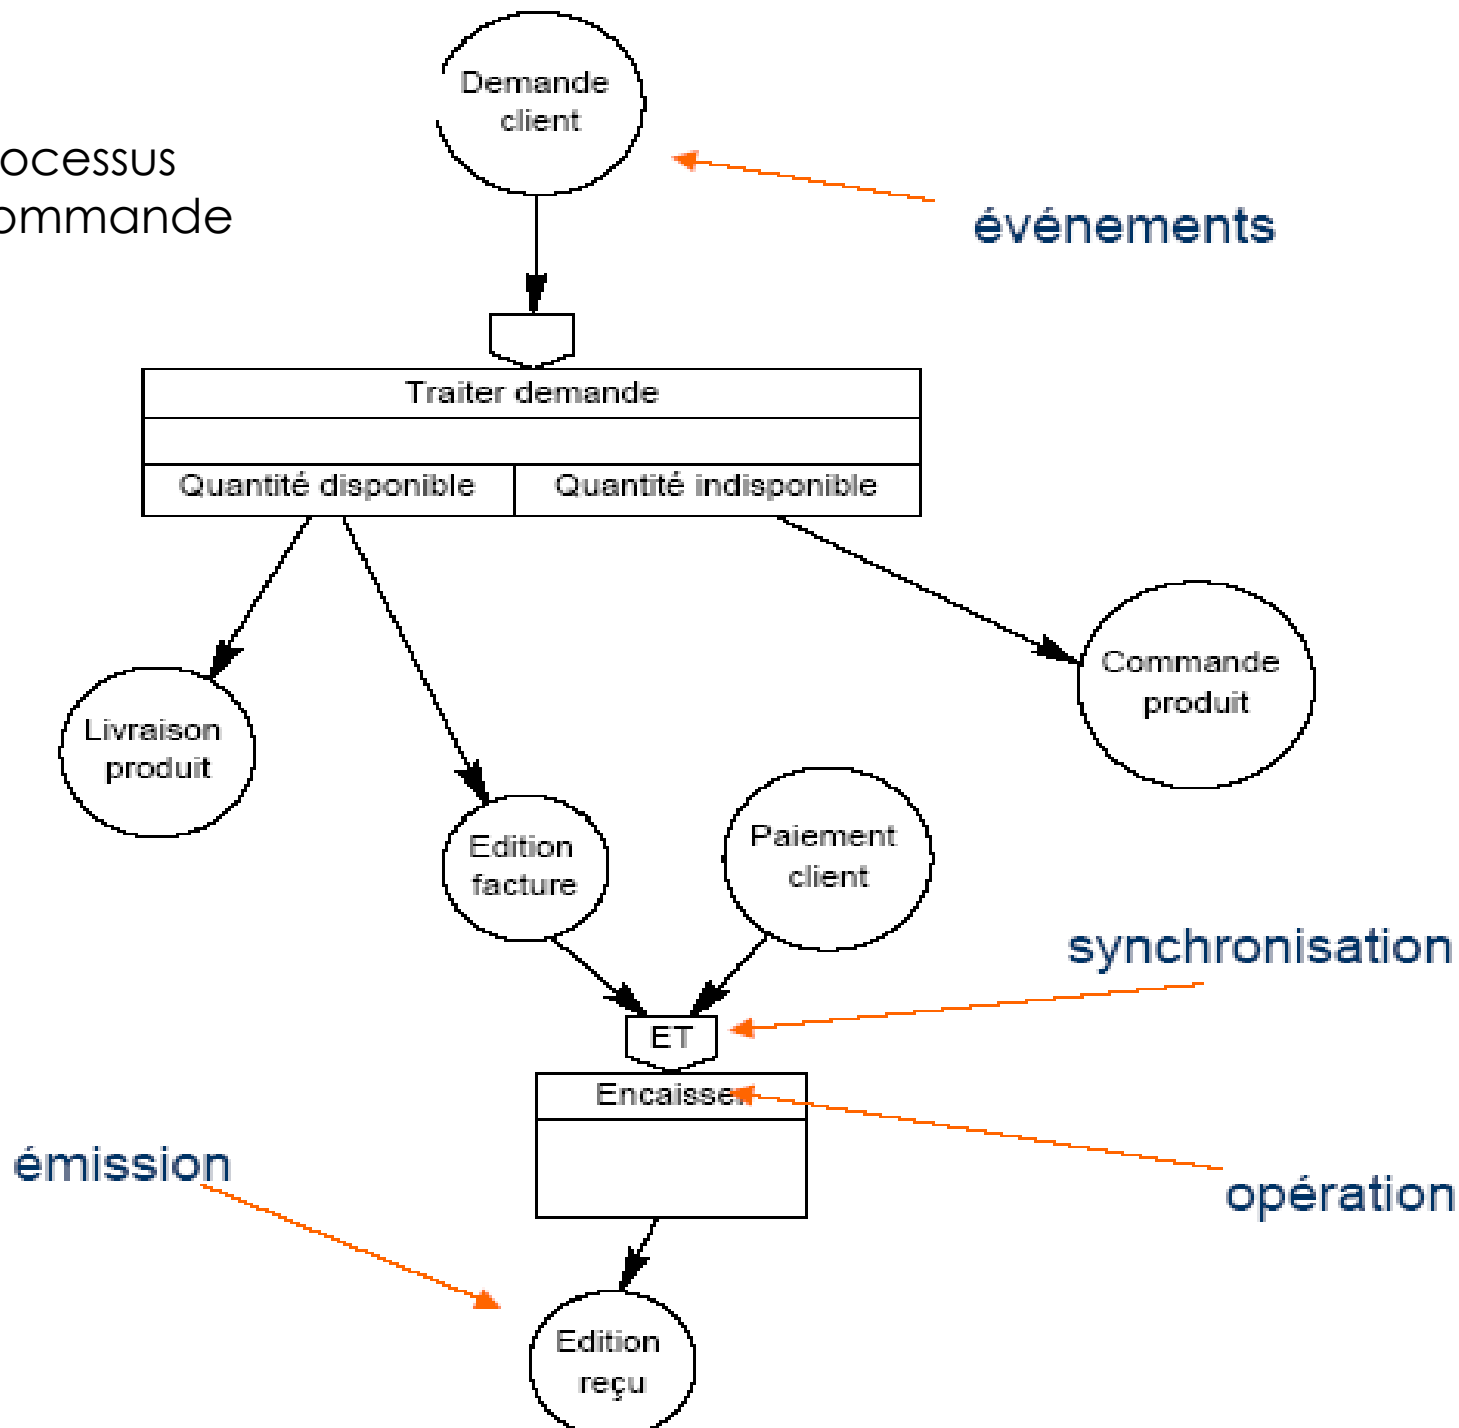 Demande
client
ocessus
ommande
événements
Traiter demande
Quantité disponible
Quantité indisponible
Commande
produit
Livraison
produit
Edition
facture
Paiement
client
synchronisation
ET
Encaisser
émission
opération
Edition
reçu